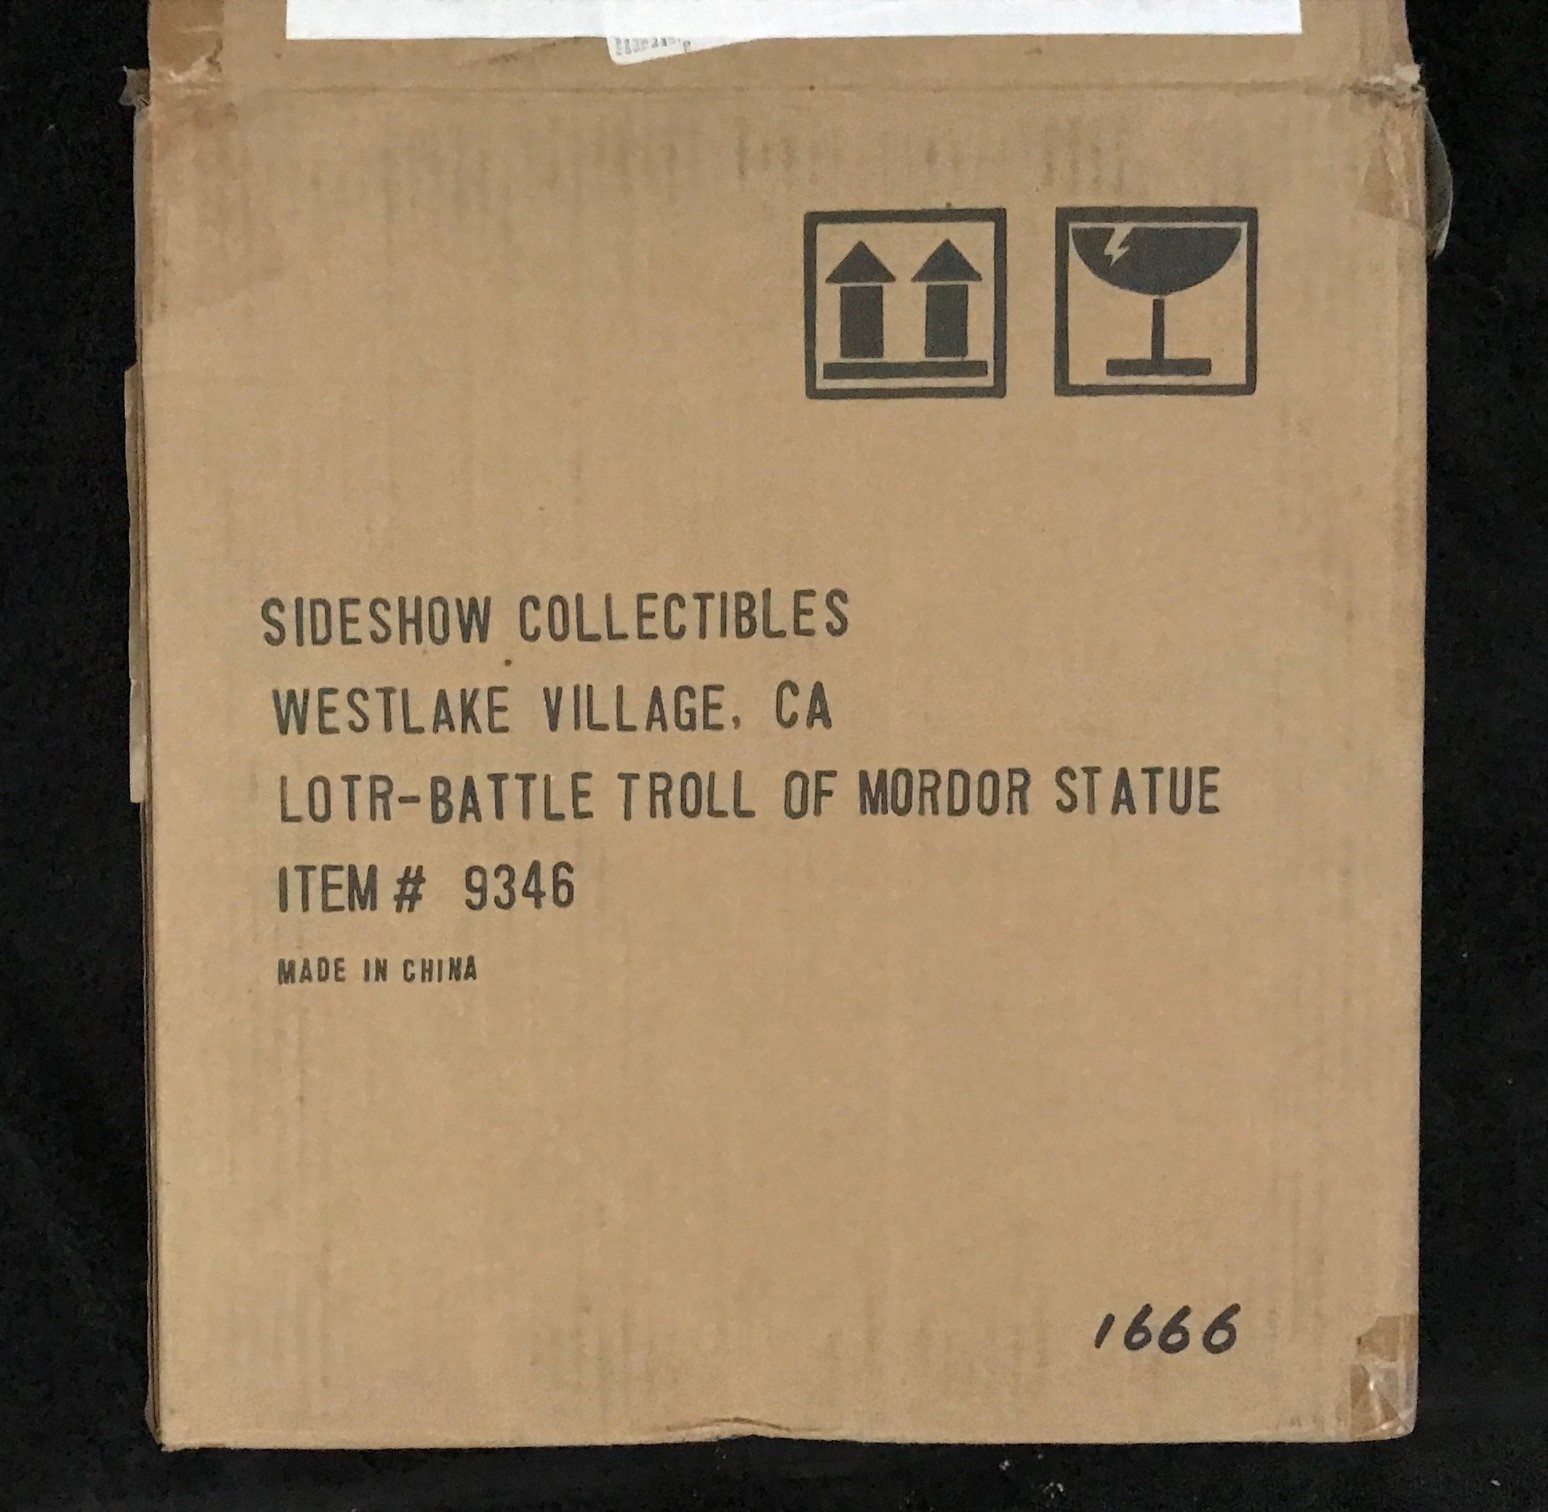 SIDESHOW COLLECTIBLES
WESTLAKE VILLAGE, CA
LOTR-BATTLE TROLL OF MORDOR STATUE
ITEM # 9346
MADE IN CHINA
1666